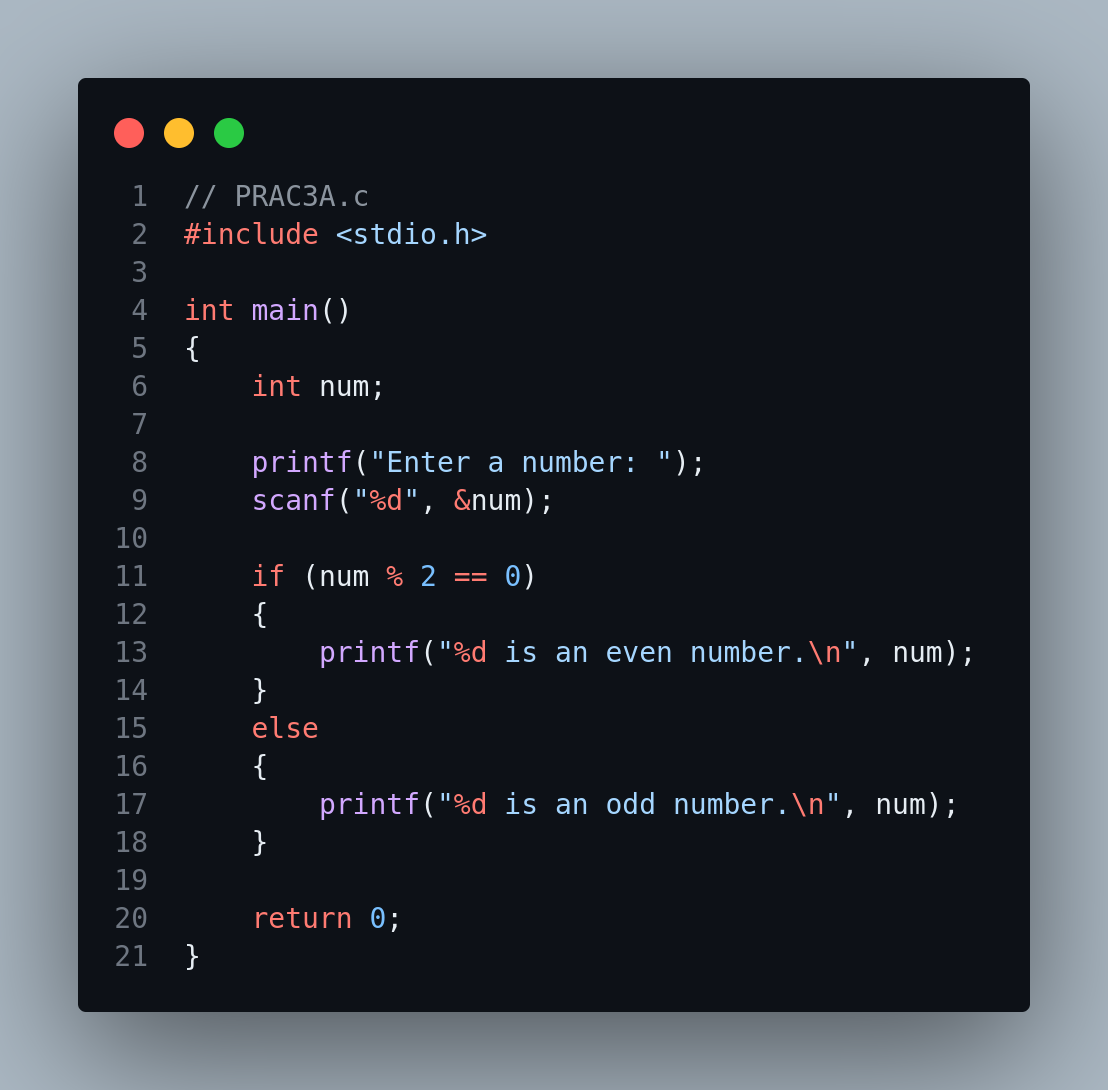 1 // PRAC3A.c
2 #include <stdio.h>
3
4 int main()
5 {
6     int num;
7
8     printf("Enter a number: ");
9     scanf("%d", &num);
10
11     if (num % 2 == 0)
12     {
13         printf("%d is an even number.\n", num);
14     }
15     else
16     {
17         printf("%d is an odd number.\n", num);
18     }
19
20     return 0;
21 }